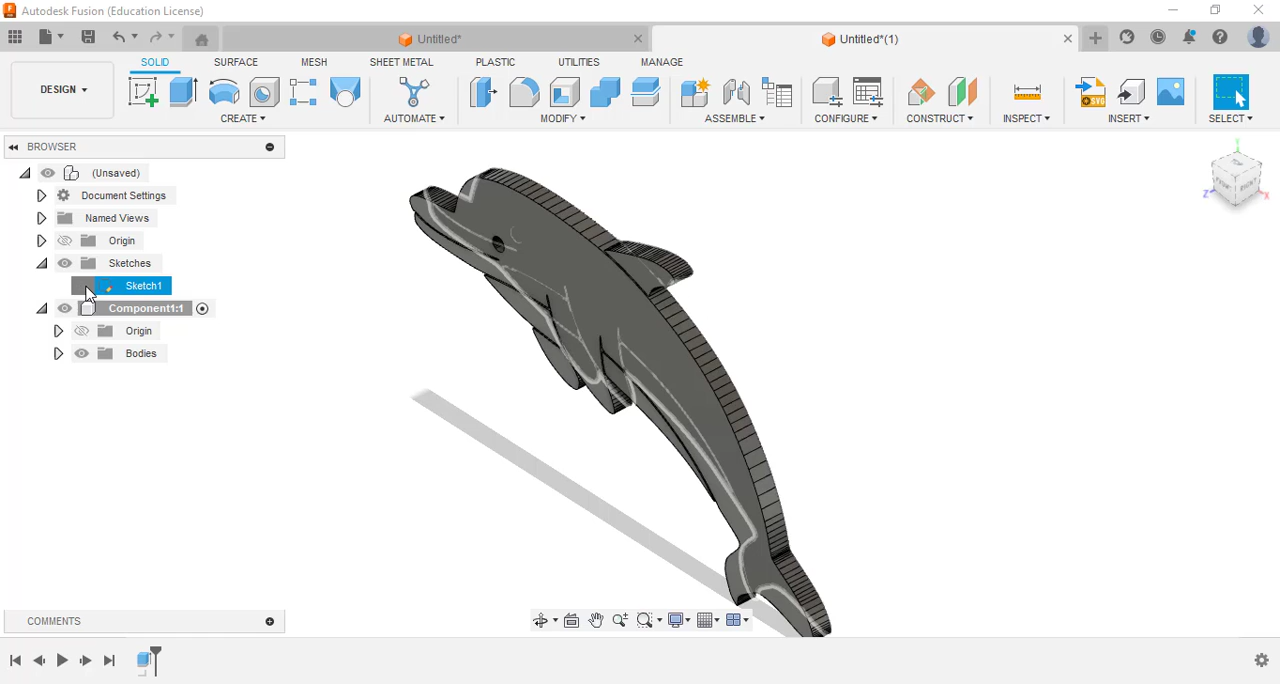 Autodesk Fusion (Education License)
Untitled*
Untitled*(1)
DESIGN
SOLID
SURFACE
MESH
SHEET METAL
PLASTIC
UTILITIES
MANAGE
CREATE
AUTOMATE
MODIFY
ASSEMBLE
CONFIGURE
CONSTRUCT
INSPECT
INSERT
SELECT
BROWSER
(Unsaved)
Document Settings
Named Views
Origin
Sketches
Sketch1
Component1:1
Origin
Bodies
COMMENTS